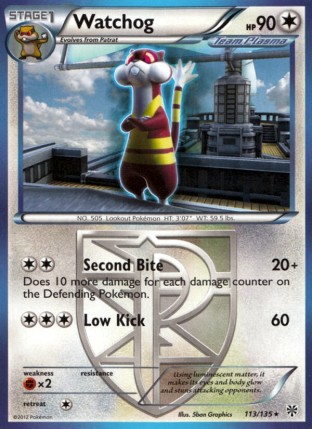 STAGE1
Watchog
HP90
Evolves from Patrat
Team Plasma
NO. 505 Lookout Pokémon HT: 3'07" WT: 59.5 lbs.
Second Bite 20+
Does 10 more damage for each damage counter on
the Defending Pokémon.
Low Kick 60
weakness
resistance
×2
retreat
Using luminescent matter, it
makes its eyes and body glow
and stuns attacking opponents.
©2012 Pokémon
Illus. 5ban Graphics
113/135